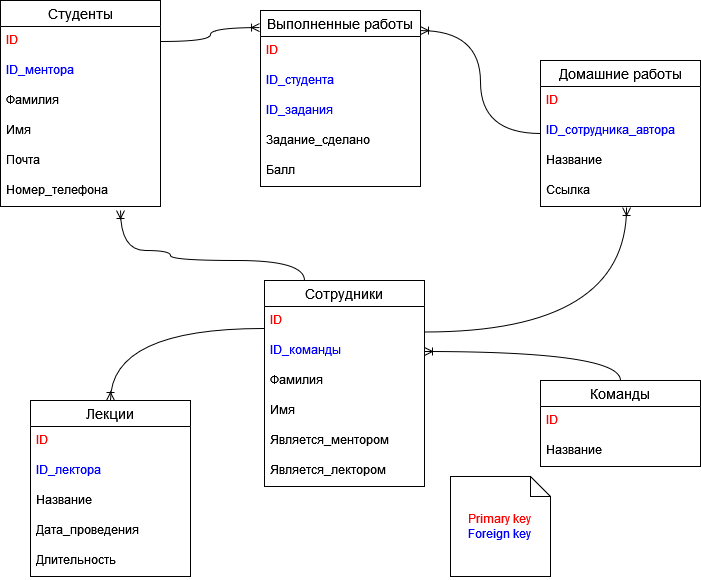 Студенты
ID
ID_ментора
Фамилия
Имя
Почта
Номер_телефона
Выполненные работы
ID
ID_студента
ID_задания
Задание_сделано
Балл
Домашние работы
ID
ID_сотрудника_автора
Название
Ссылка
Сотрудники
ID
ID_команды
Фамилия
Имя
Является_ментором
Является_лектором
Лекции
ID
ID_лектора
Название
Дата_проведения
Длительность
Команды
ID
Название
Primary key
Foreign key